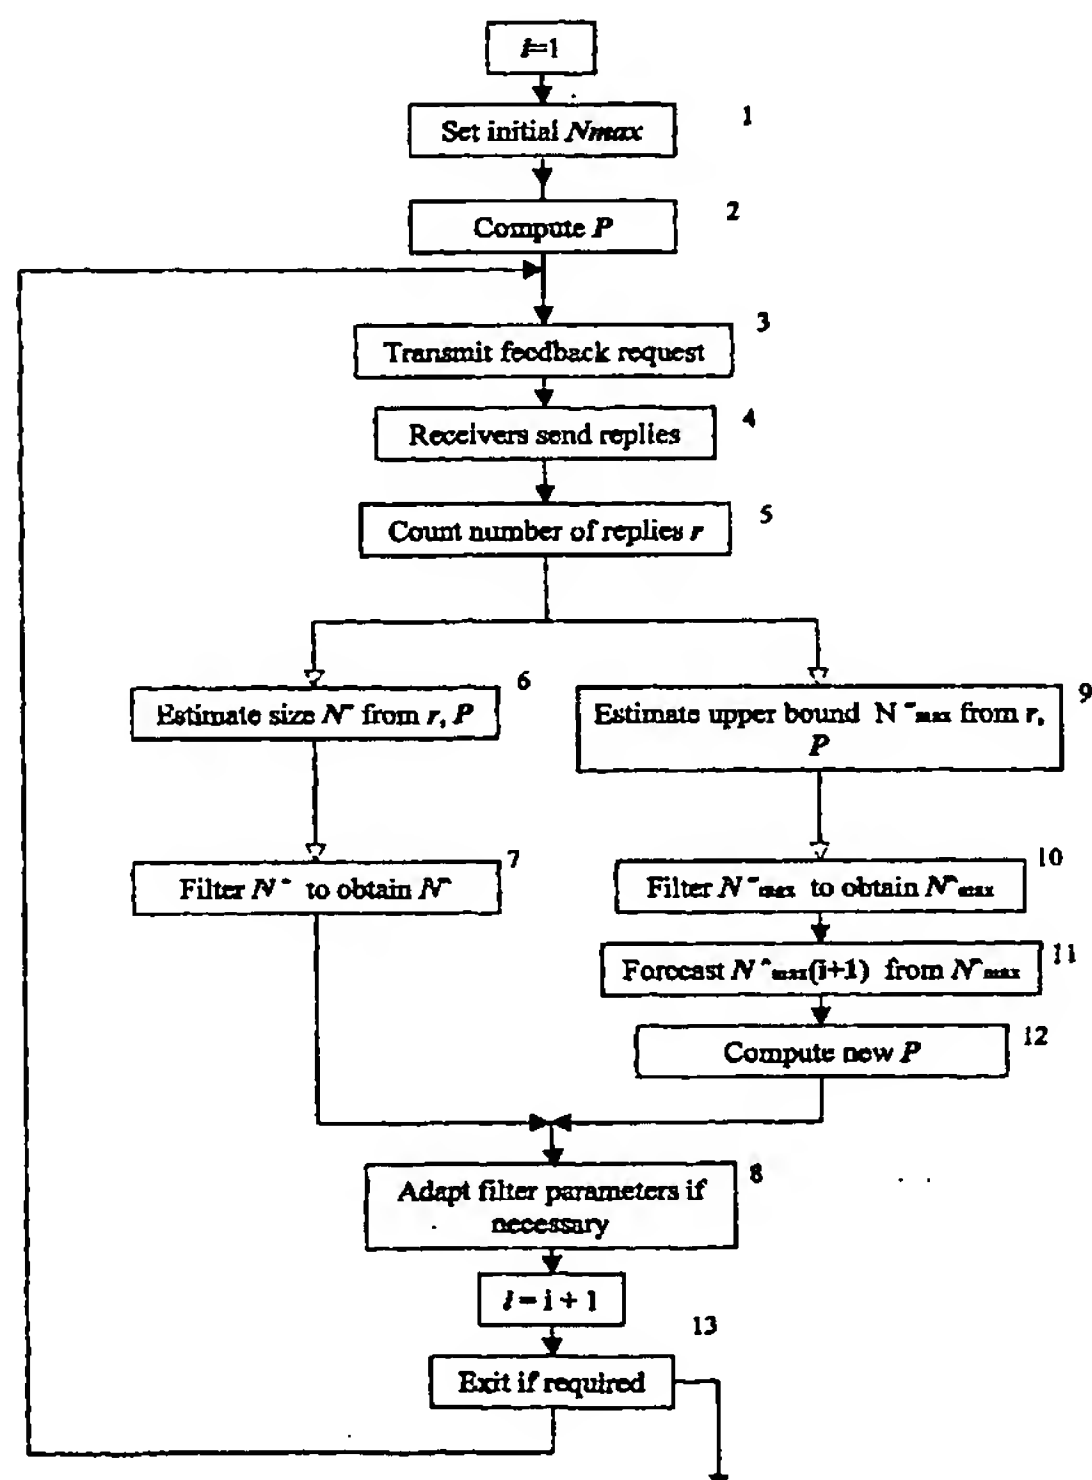 i=1
1
Set initial Nmax
2
Compute P
3
Transmit feedback request
4
Receivers send replies
5
Count number of replies r
6
Estimate size N~ from r, P
9
Estimate upper bound N~max from r,
P
7
Filter N~ to obtain N^
10
Filter N~max to obtain N^max
11
Forecast N^max(i+1) from N^max
12
Compute new P
8
Adapt filter parameters if
necessary
i = i + 1
13
Exit if required